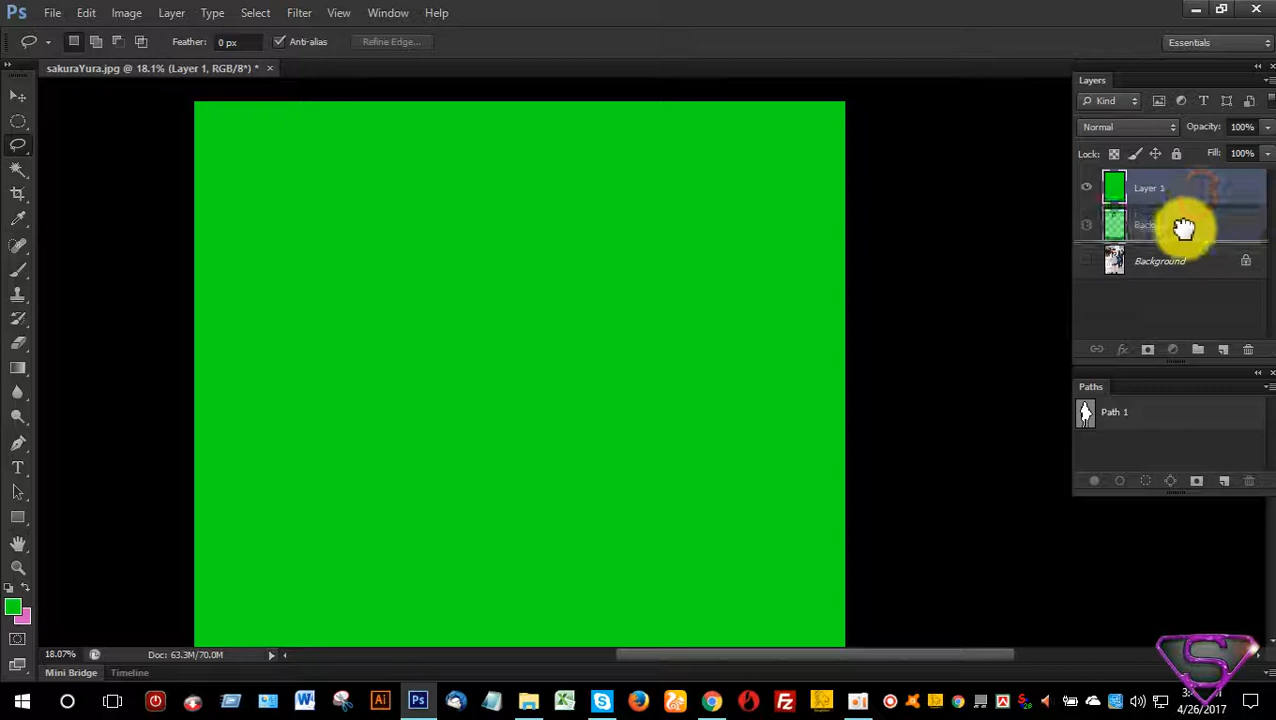 Ps File Edit Image Layer Type Select Filter View Window Help
Feather: 0 px Anti-alias Refine Edge... Essentials
sakuraYura.jpg @ 18.1% (Layer 1, RGB/8*) * ×
Layers
Kind
Normal Opacity: 100%
Lock: Fill: 100%
Layer 1
Background
Paths
Path 1
18.07% Doc: 63.3M/70.0M
Mini Bridge Timeline
4/26/2017